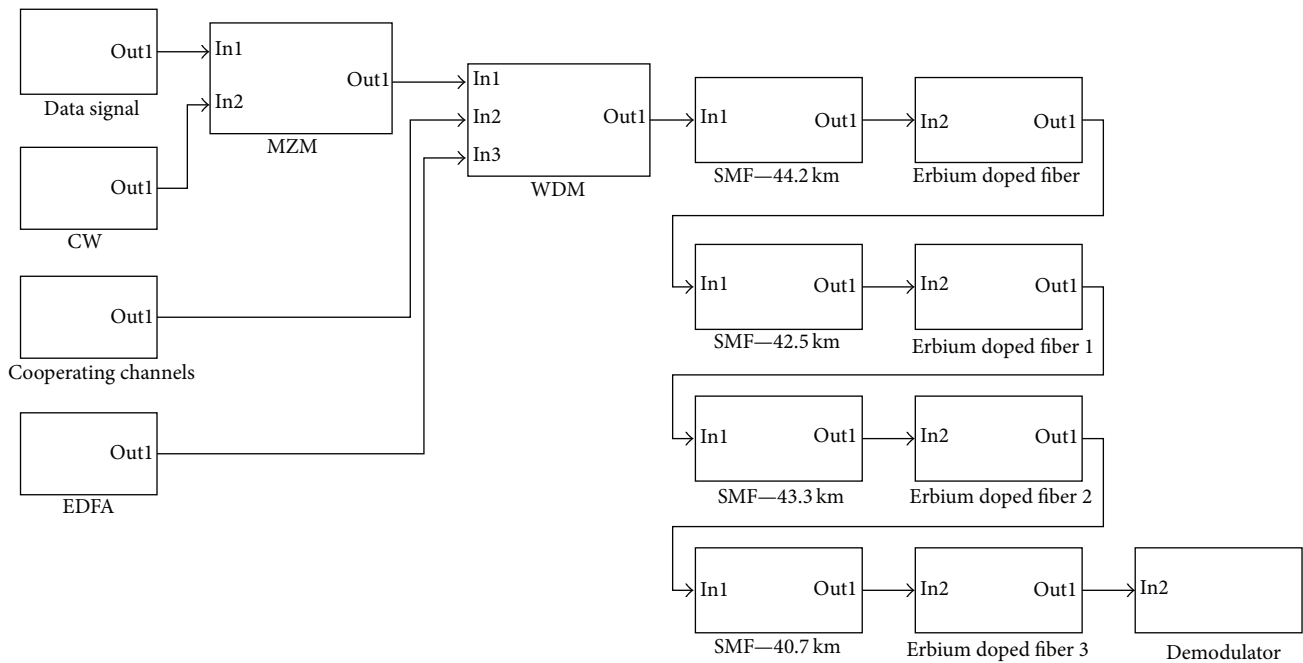 Out1
Data signal
Out1
CW
Out1
Cooperating channels
Out1
EDFA
In1
In2
Out1
MZM
In1
In2
In3
Out1
WDM
In1 Out1
SMF—44.2 km
In2 Out1
Erbium doped fiber
In1 Out1
SMF—42.5 km
In2 Out1
Erbium doped fiber 1
In1 Out1
SMF—43.3 km
In2 Out1
Erbium doped fiber 2
In1 Out1
SMF—40.7 km
In2 Out1
Erbium doped fiber 3
In2
Demodulator